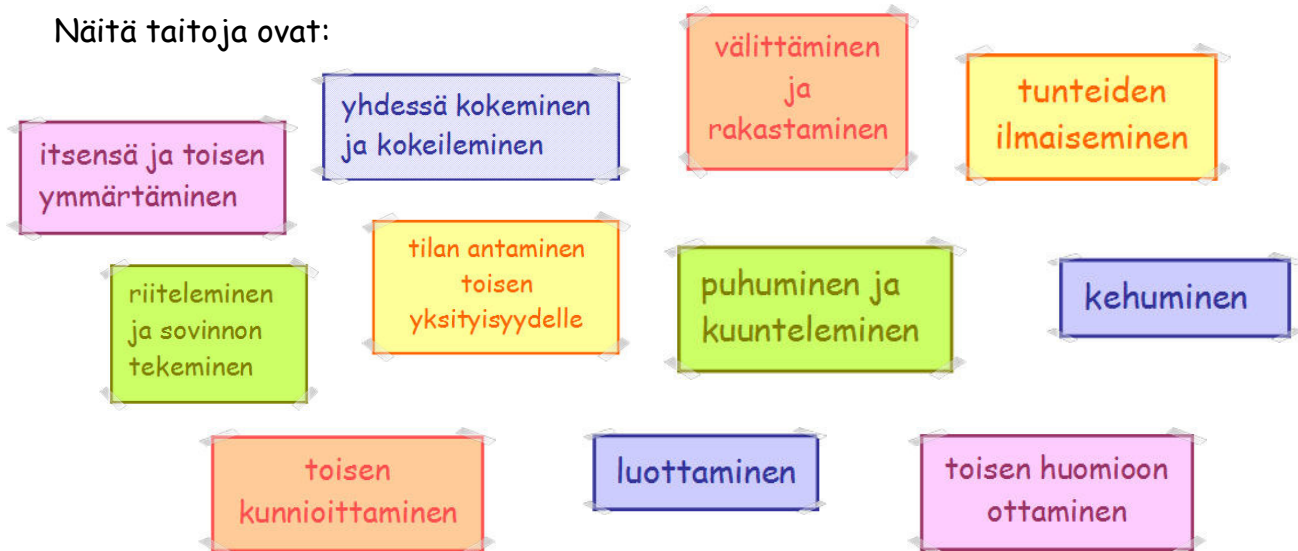 Näitä taitoja ovat:
välittäminen
ja
rakastaminen
tunteiden
ilmaiseminen
yhdessä kokeminen
ja kokeileminen
itsensä ja toisen
ymmärtäminen
tilan antaminen
toisen
yksityisyydelle
puhuminen ja
kuunteleminen
kehuminen
riiteleminen
ja sovinnon
tekeminen
toisen
kunnioittaminen
luottaminen
toisen huomioon
ottaminen